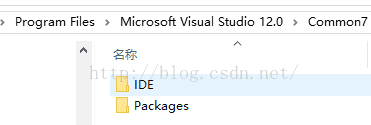 › Program Files › Microsoft Visual Studio 12.0 › Common7
名称
http://blog.csdn.net/
IDE
Packages